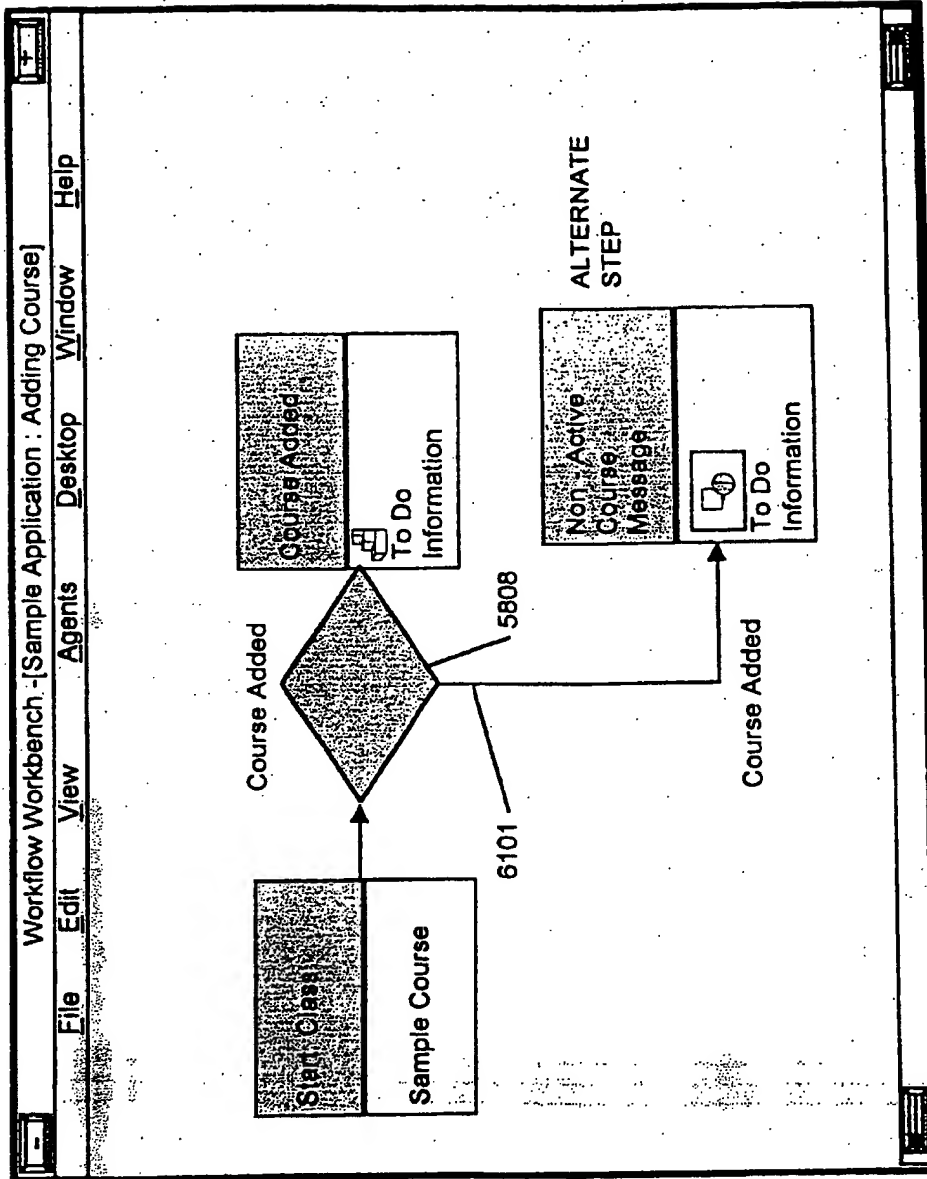 Workflow Workbench -[Sample Application : Adding Course]
File Edit View Agents Desktop Window Help
Start Class
Sample Course
Course Added
Course Added
To Do
Information
5808
6101
ALTERNATE
STEP
Non - Active
Course
Message
To Do
Information
Course Added